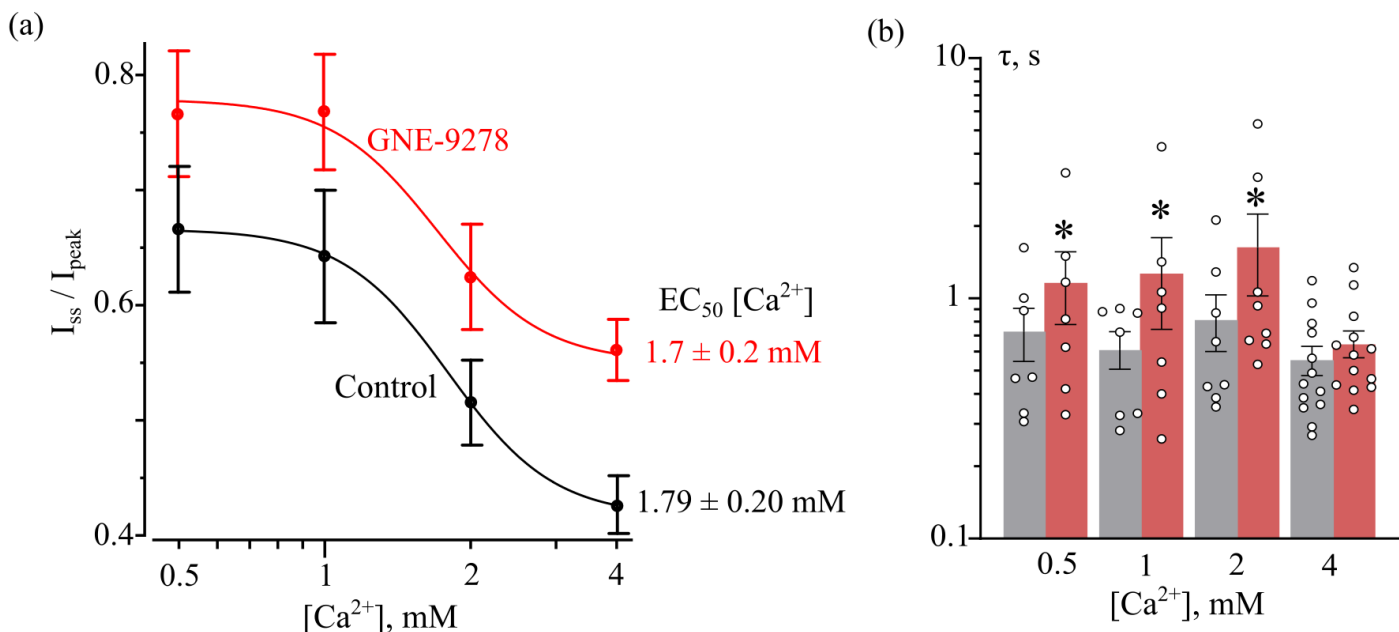 (a)
0.8
0.6
0.4
I_ss / I_peak
GNE-9278
Control
EC₅₀ [Ca²⁺]
1.7 ± 0.2 mM
1.79 ± 0.20 mM
0.5 1 2 4
[Ca²⁺], mM
(b)
τ, s
10
1
0.1
* * *
0.5 1 2 4
[Ca²⁺], mM